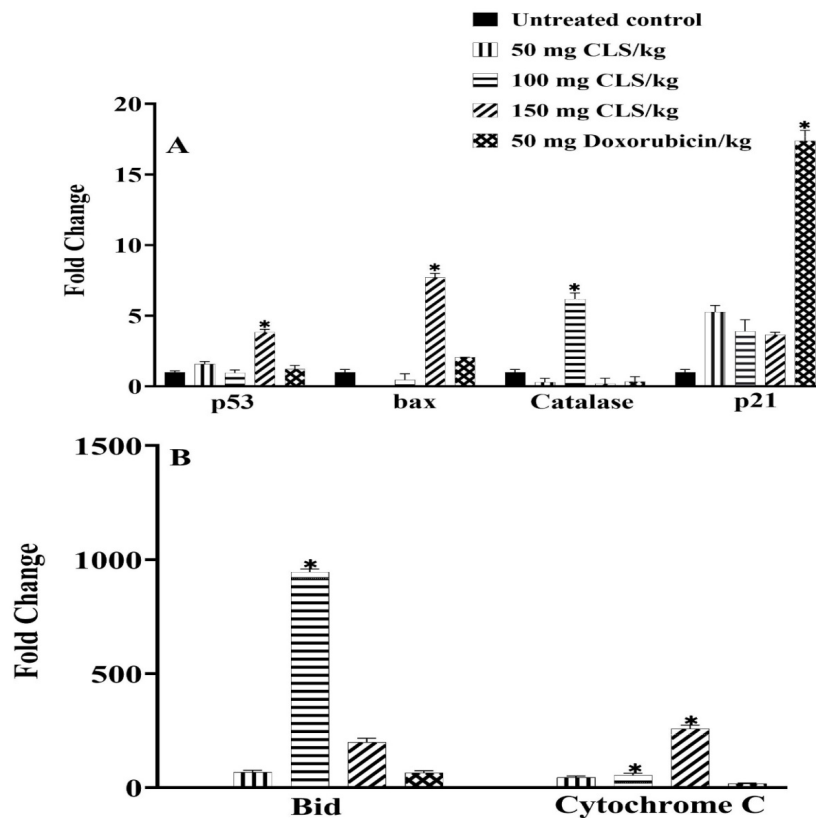 Untreated control
50 mg CLS/kg
100 mg CLS/kg
150 mg CLS/kg
50 mg Doxorubicin/kg
A
Fold Change
20
15
10
5
0
*
*
*
*
p53 bax Catalase p21
B
Fold Change
1500
1000
500
0
*
*
*
Bid Cytochrome C